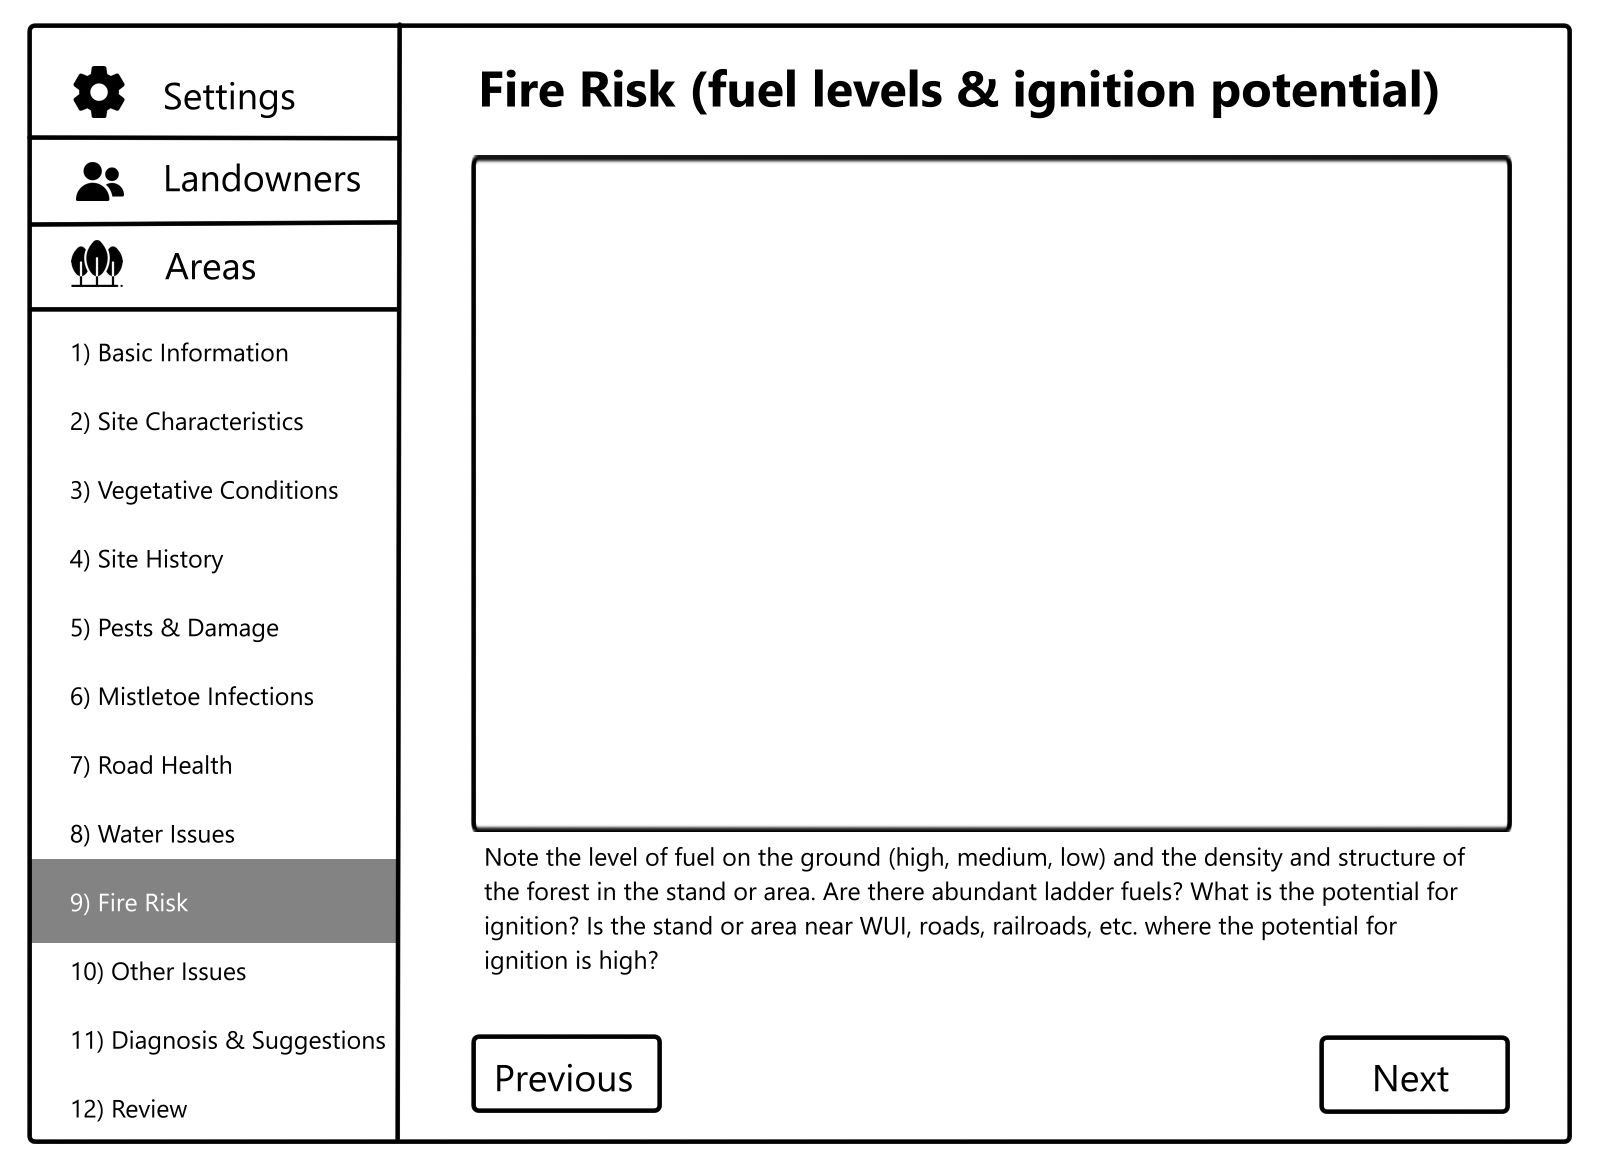 Settings
Landowners
Areas
1) Basic Information
2) Site Characteristics
3) Vegetative Conditions
4) Site History
5) Pests & Damage
6) Mistletoe Infections
7) Road Health
8) Water Issues
9) Fire Risk
10) Other Issues
11) Diagnosis & Suggestions
12) Review
Fire Risk (fuel levels & ignition potential)
Note the level of fuel on the ground (high, medium, low) and the density and structure of
the forest in the stand or area. Are there abundant ladder fuels? What is the potential for
ignition? Is the stand or area near WUI, roads, railroads, etc. where the potential for
ignition is high?
Previous
Next